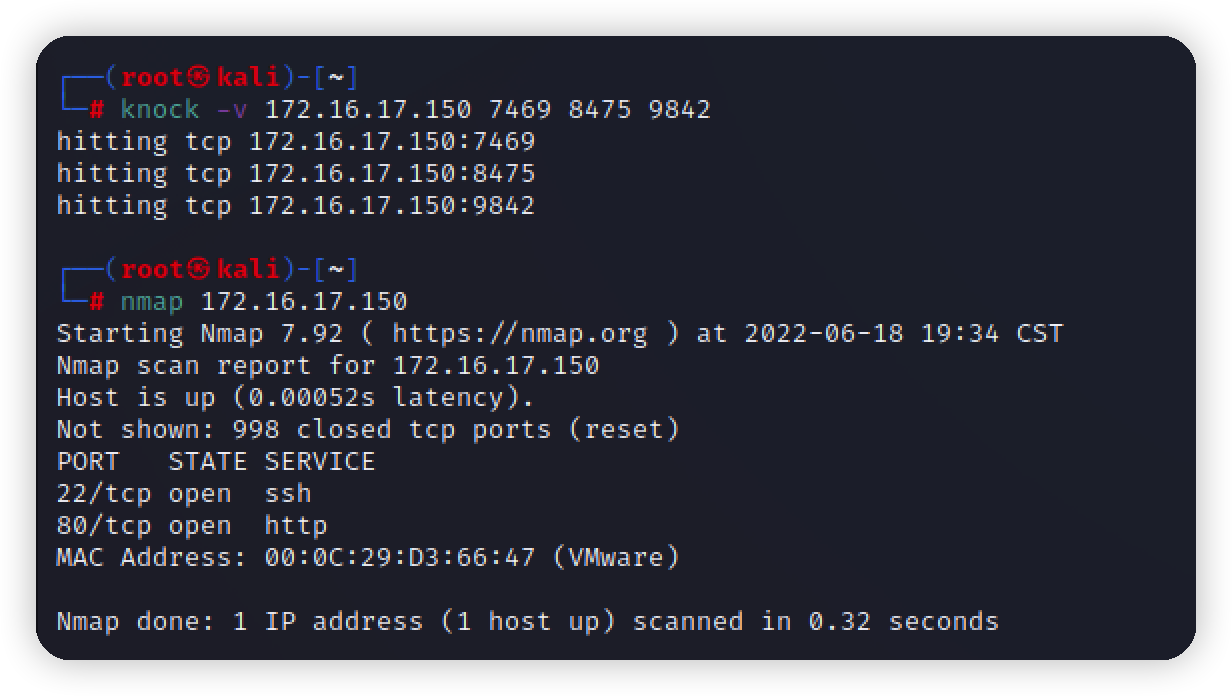 ┌──(root㉿kali)-[~]
└─# knock -v 172.16.17.150 7469 8475 9842
hitting tcp 172.16.17.150:7469
hitting tcp 172.16.17.150:8475
hitting tcp 172.16.17.150:9842
┌──(root㉿kali)-[~]
└─# nmap 172.16.17.150
Starting Nmap 7.92 ( https://nmap.org ) at 2022-06-18 19:34 CST
Nmap scan report for 172.16.17.150
Host is up (0.00052s latency).
Not shown: 998 closed tcp ports (reset)
PORT   STATE SERVICE
22/tcp open  ssh
80/tcp open  http
MAC Address: 00:0C:29:D3:66:47 (VMware)
Nmap done: 1 IP address (1 host up) scanned in 0.32 seconds